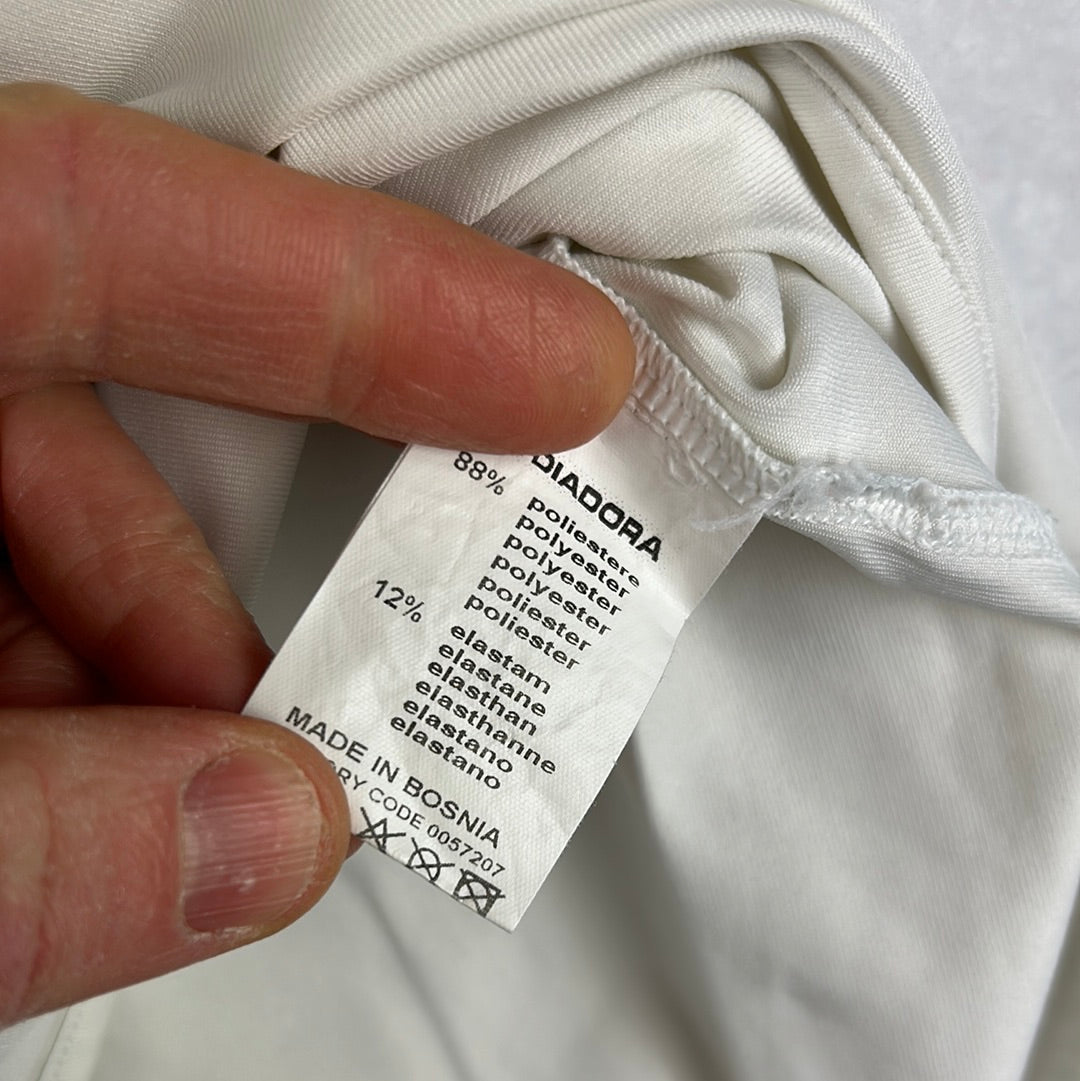 DIADORA
88%
poliestere
polyester
polyester
poliester
poliester
12%
elastam
elastane
elasthan
elasthanne
elastano
elastano
MADE IN BOSNIA
CODE 0057207